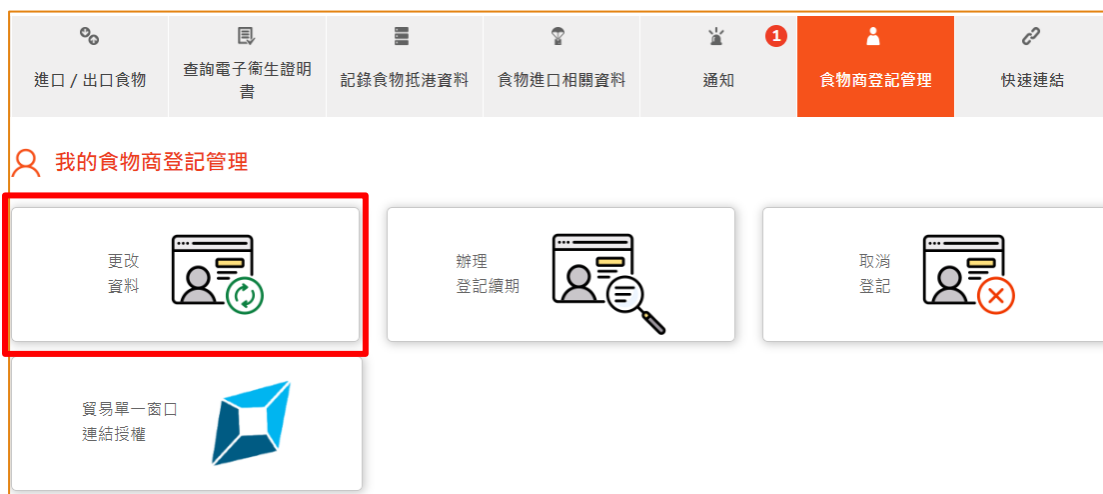 1
進口 / 出口食物
查詢電子衞生證明
書
記錄食物抵港資料
食物進口相關資料
通知
食物商登記管理
快速連結
我的食物商登記管理
更改
資料
辦理
登記續期
取消
登記
貿易單一窗口
連結授權